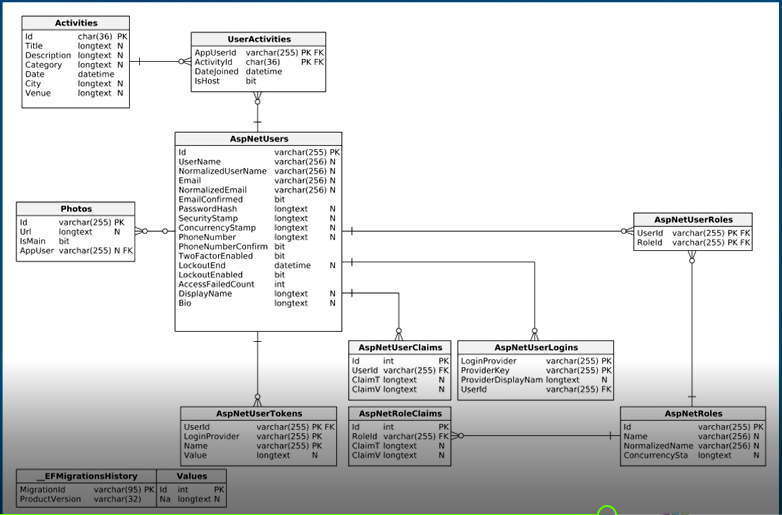 Activities
Id char(36) PK
Title longtext N
Description longtext N
Category longtext N
Date datetime
City longtext N
Venue longtext N
UserActivities
AppUserId varchar(255) PK FK
ActivityId char(36) PK FK
DateJoined datetime
IsHost bit
AspNetUsers
Id varchar(255) PK
UserName varchar(256) N
NormalizedUserName varchar(256) N
Email varchar(256) N
NormalizedEmail varchar(256) N
EmailConfirmed bit
PasswordHash longtext N
SecurityStamp longtext N
ConcurrencyStamp longtext N
PhoneNumber longtext N
PhoneNumberConfirm bit
TwoFactorEnabled bit
LockoutEnd datetime N
LockoutEnabled bit
AccessFailedCount int
DisplayName longtext N
Bio longtext N
Photos
Id varchar(255) PK
Url longtext N
IsMain bit
AppUser varchar(255) N FK
AspNetUserRoles
UserId varchar(255) PK FK
RoleId varchar(255) PK FK
AspNetUserClaims
Id int PK
UserId varchar(255) FK
ClaimT longtext N
ClaimV longtext N
AspNetUserLogins
LoginProvider varchar(255) PK
ProviderKey varchar(255) PK
ProviderDisplayNam longtext N
UserId varchar(255) FK
AspNetUserTokens
UserId varchar(255) PK FK
LoginProvider varchar(255) PK
Name varchar(255) PK
Value longtext N
AspNetRoleClaims
Id int PK
RoleId varchar(255) FK
ClaimT longtext N
ClaimV longtext N
AspNetRoles
Id varchar(255) PK
Name varchar(256) N
NormalizedName varchar(256) N
ConcurrencySta longtext N
__EFMigrationsHistory
MigrationId varchar(95) PK
ProductVersion varchar(32)
Values
Id int PK
Na longtext N